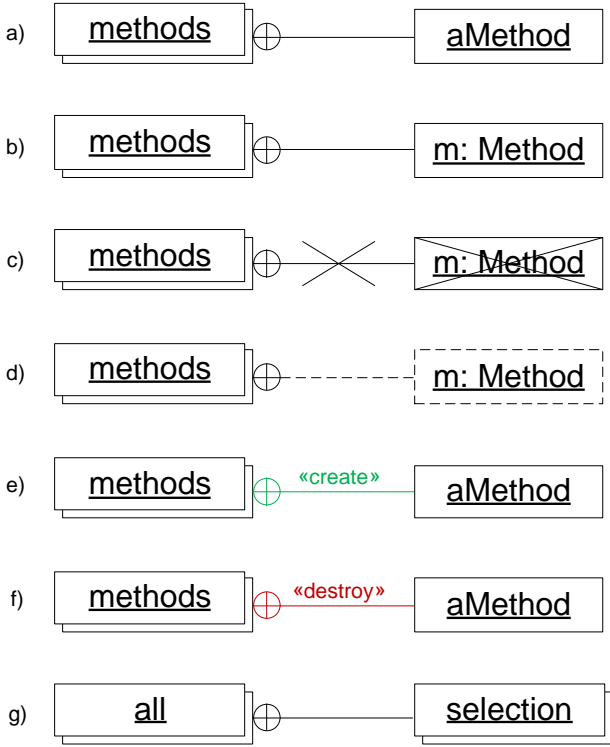 a) methods aMethod
b) methods m: Method
c) methods m: Method
d) methods m: Method
e) methods «create» aMethod
f) methods «destroy» aMethod
g) all selection